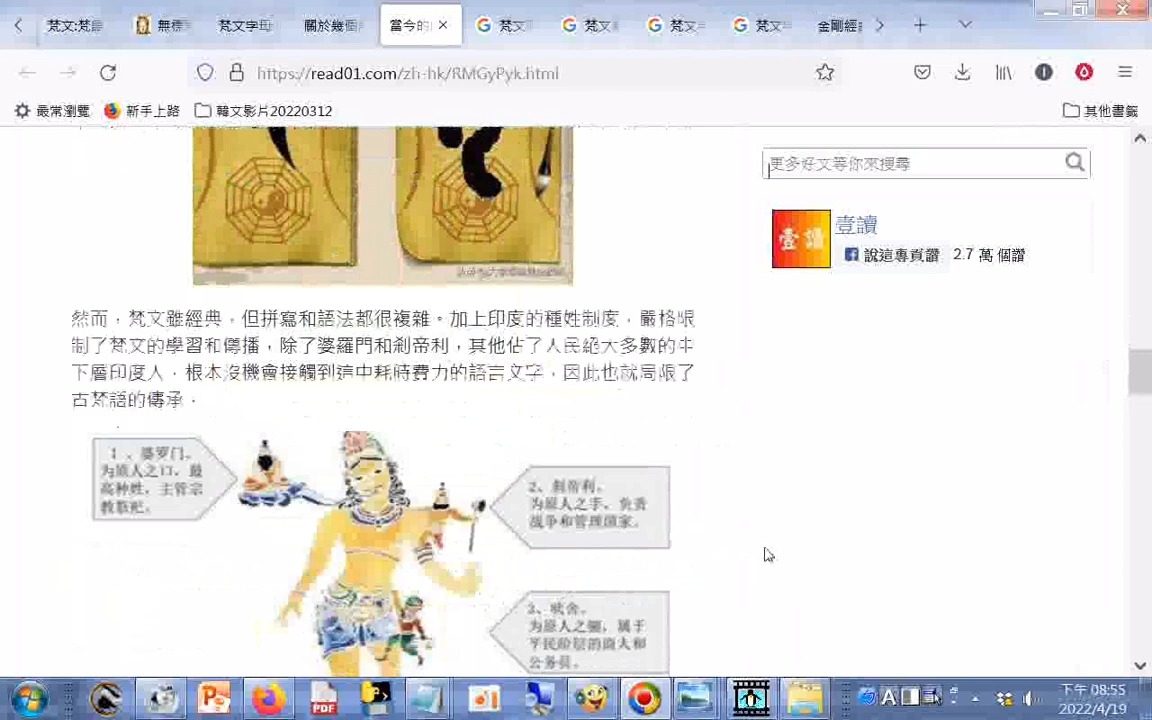 梵文:梵
無標
梵文字母
關於幾個
當今的
梵文
梵文
梵文
梵文
金剛經
https://read01.com/zh-hk/RMGyPyk.html
最常瀏覽
新手上路
韓文影片20220312
其他書籤
更多好文等你來搜尋
壹讀
壹讀
說這專頁讚
2.7 萬 個讚
然而，梵文雖經典，但拼寫和語法都很複雜。加上印度的種姓制度，嚴格限
制了梵文的學習和傳播，除了婆羅門和剎帝利，其他佔了人民絕大多數的中
下層印度人，根本沒機會接觸到這中耗時費力的語言文字，因此也就局限了
古梵語的傳承．
1、婆罗门。
为原人之口，最
高种姓，主管宗
教祭祀。
2、刹帝利。
为原人之手，负责
战争和管理国家。
3、吠舍。
为原人之腿，属于
平民阶层的商人和
公务员。
PDF
A
下午 08:55
2022/4/19